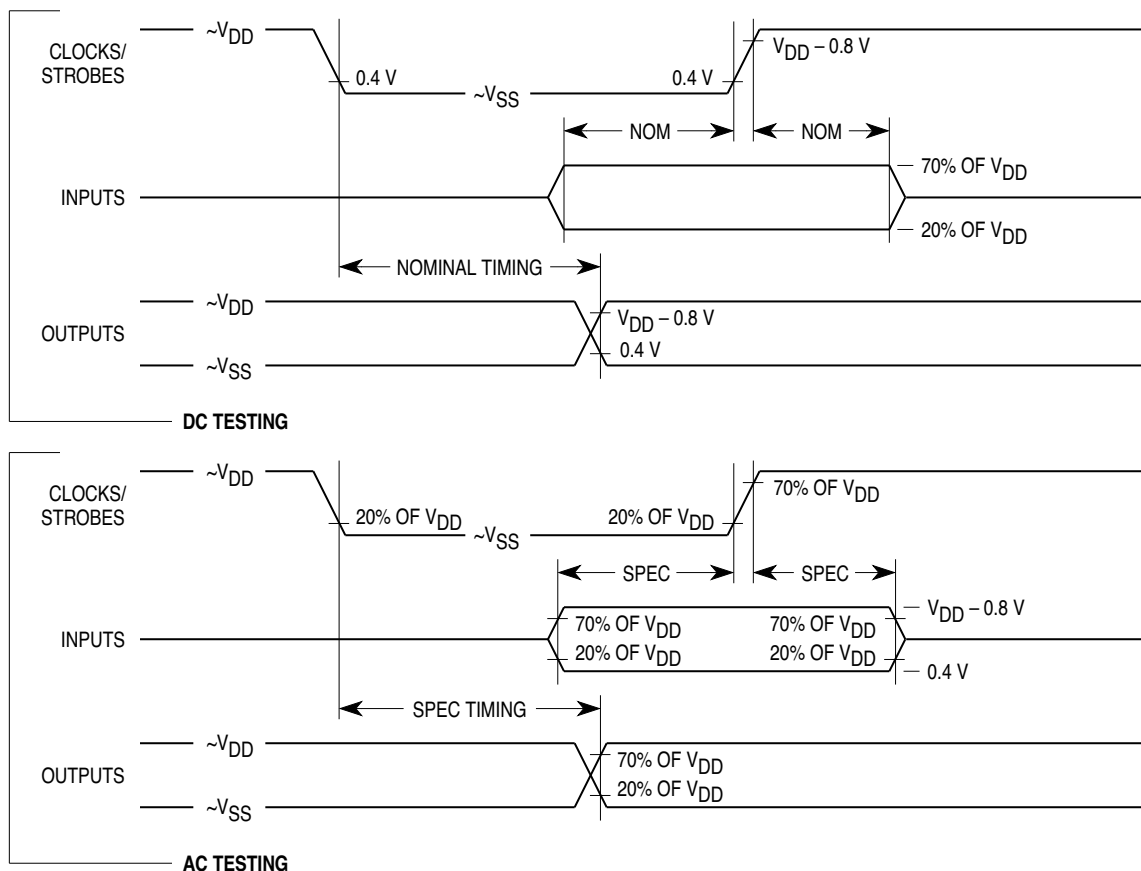 CLOCKS/
STROBES
~VDD
0.4 V
~VSS
0.4 V
VDD – 0.8 V
NOM
NOM
INPUTS
70% OF VDD
20% OF VDD
NOMINAL TIMING
OUTPUTS
~VDD
~VSS
VDD – 0.8 V
0.4 V
DC TESTING
CLOCKS/
STROBES
~VDD
20% OF VDD
~VSS
20% OF VDD
70% OF VDD
SPEC
SPEC
INPUTS
70% OF VDD
20% OF VDD
70% OF VDD
20% OF VDD
VDD – 0.8 V
0.4 V
SPEC TIMING
OUTPUTS
~VDD
~VSS
70% OF VDD
20% OF VDD
AC TESTING